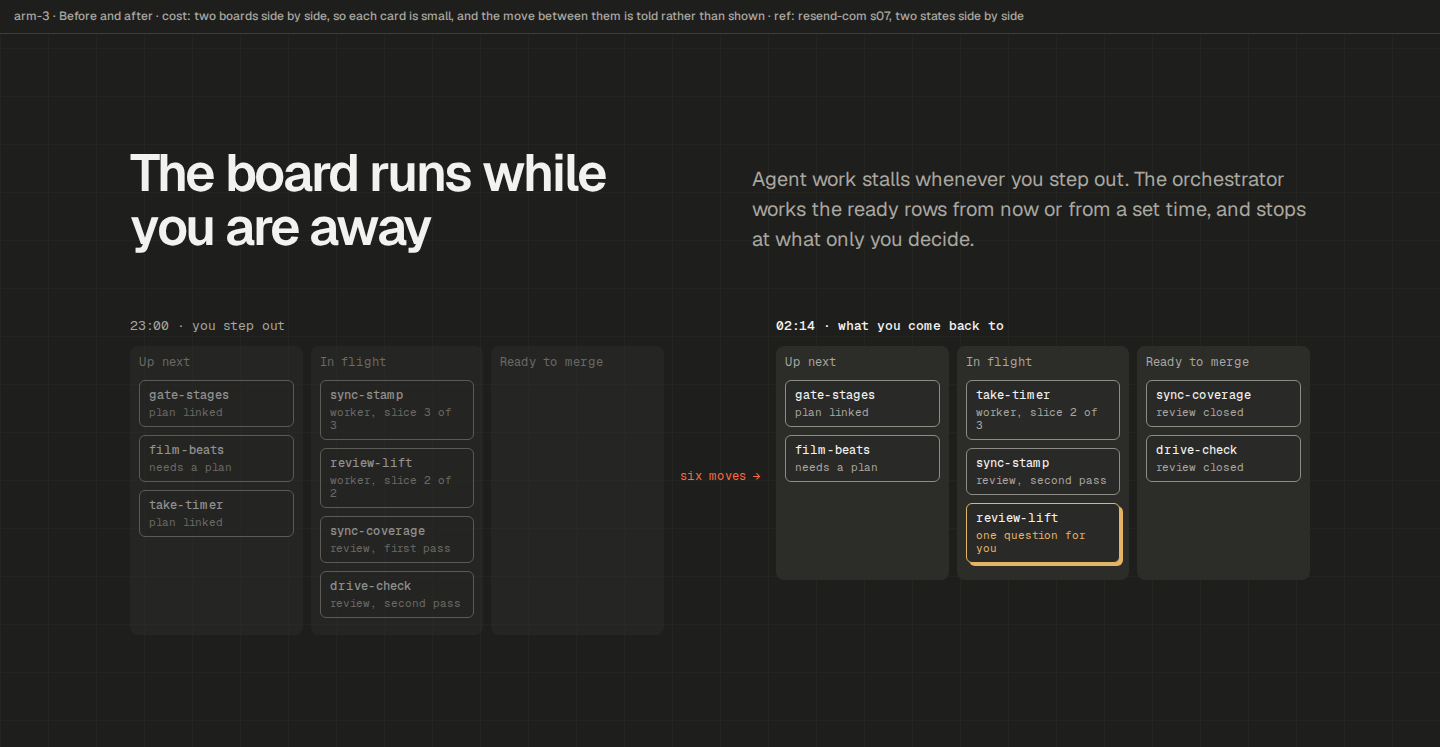 arm-3 · Before and after · cost: two boards side by side, so each card is small, and the move between them is told rather than shown · ref: resend-com s07, two states side by side
The board runs while
you are away
Agent work stalls whenever you step out. The orchestrator
works the ready rows from now or from a set time, and stops
at what only you decide.
23:00 · you step out
Up next
gate-stages
plan linked
film-beats
needs a plan
take-timer
plan linked
In flight
sync-stamp
worker, slice 3 of
3
review-lift
worker, slice 2 of
2
sync-coverage
review, first pass
drive-check
review, second pass
Ready to merge
six moves →
02:14 · what you come back to
Up next
gate-stages
plan linked
film-beats
needs a plan
In flight
take-timer
worker, slice 2 of
3
sync-stamp
review, second pass
review-lift
one question for
you
Ready to merge
sync-coverage
review closed
drive-check
review closed